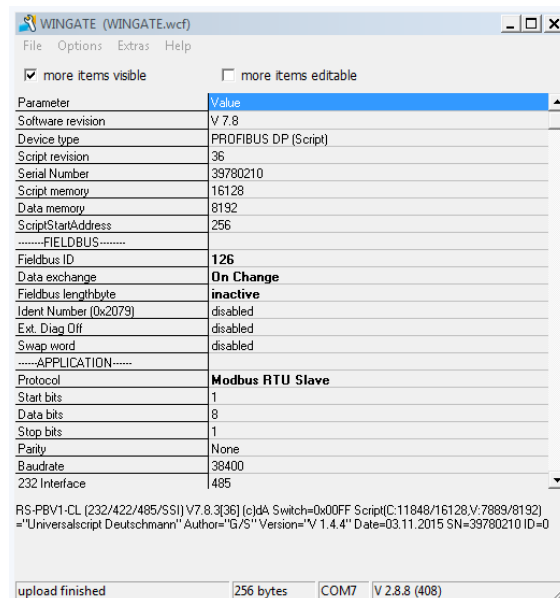 WINGATE (WINGATE.wcf)
File Options Extras Help
more items visible more items editable
Parameter Value
Software revision V 7.8
Device type PROFIBUS DP (Script)
Script revision 36
Serial Number 39780210
Script memory 16128
Data memory 8192
ScriptStartAddress 256
--------FIELDBUS--------
Fieldbus ID 126
Data exchange On Change
Fieldbus lengthbyte inactive
Ident Number (0x2079) disabled
Ext. Diag Off disabled
Swap word disabled
------APPLICATION------
Protocol Modbus RTU Slave
Start bits 1
Data bits 8
Stop bits 1
Parity None
Baudrate 38400
232 Interface 485
RS-PBV1-CL (232/422/485/SSI) V7.8.3[36] (c)dA Switch=0x00FF Script(C:11848/16128,V:7889/8192)
="Universalscript Deutschmann" Author="G/S" Version="V 1.4.4" Date=03.11.2015 SN=39780210 ID=0
upload finished 256 bytes COM7 V 2.8.8 (408)